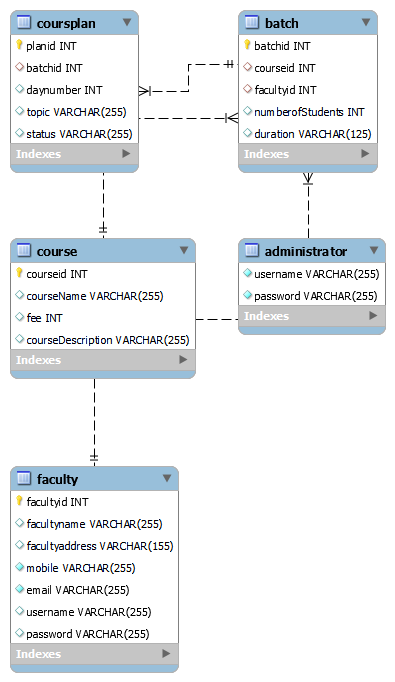 coursplan
planid INT
batchid INT
daynumber INT
topic VARCHAR(255)
status VARCHAR(255)
Indexes
batch
batchid INT
courseid INT
facultyid INT
numberofStudents INT
duration VARCHAR(125)
Indexes
course
courseid INT
courseName VARCHAR(255)
fee INT
courseDescription VARCHAR(255)
Indexes
administrator
username VARCHAR(255)
password VARCHAR(255)
Indexes
faculty
facultyid INT
facultyname VARCHAR(255)
facultyaddress VARCHAR(155)
mobile VARCHAR(255)
email VARCHAR(255)
username VARCHAR(255)
password VARCHAR(255)
Indexes